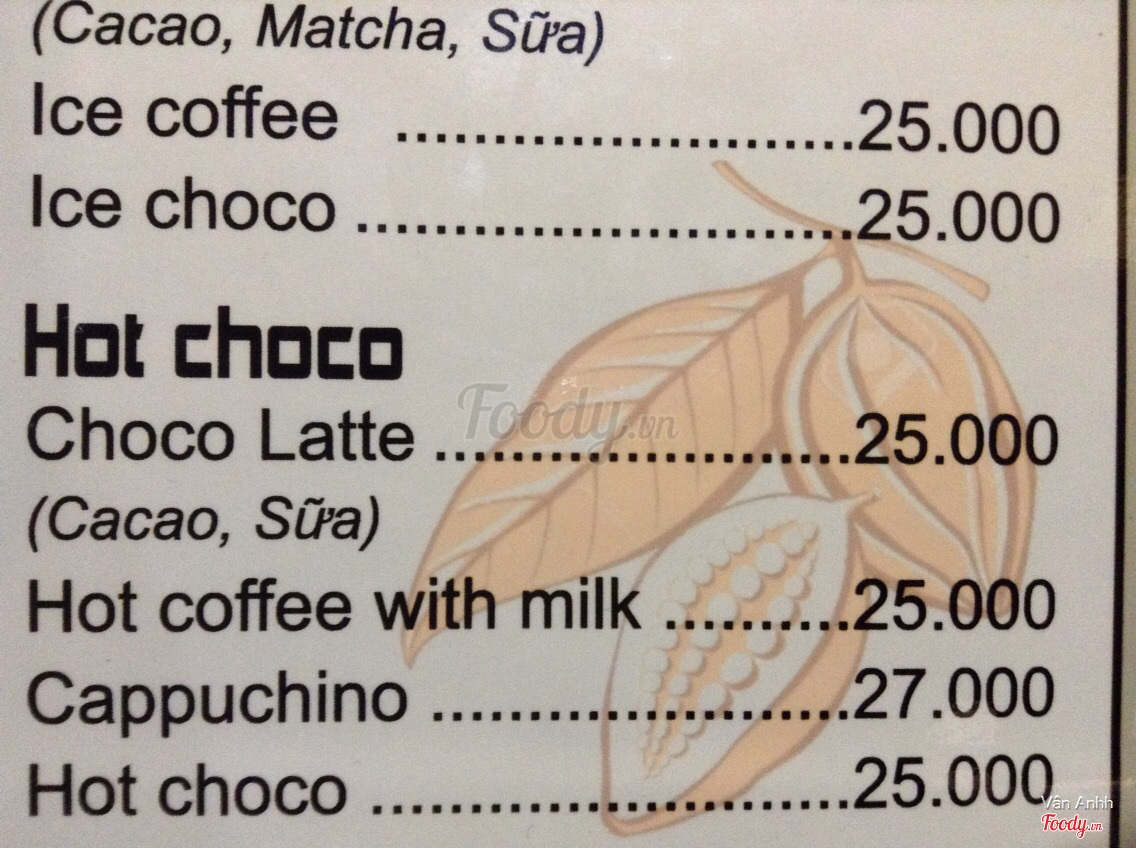 (Cacao, Matcha, Sữa)
Ice coffee ............................25.000
Ice choco ...............................25.000
Hot choco
Choco Latte ..........................25.000
(Cacao, Sữa)
Hot coffee with milk ...........25.000
Cappuchino ..........................27.000
Hot choco ..............................25.000
Foody.vn
Vân Anhh
Foody.vn